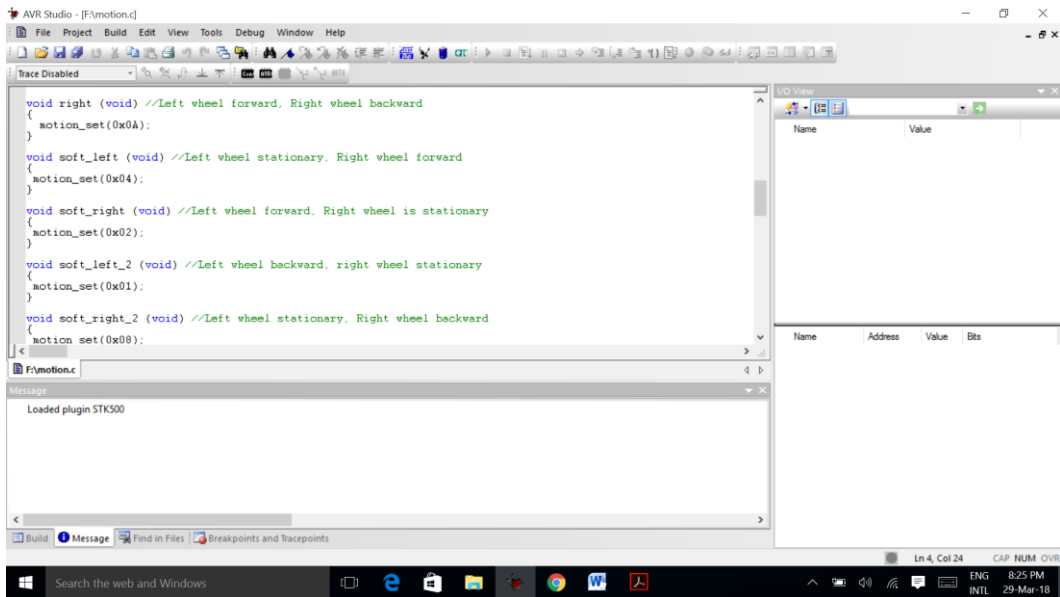 AVR Studio - [F:\motion.c]
File Project Build Edit View Tools Debug Window Help
Trace Disabled
void right (void) //Left wheel forward, Right wheel backward
{
motion_set(0x0A);
}
void soft_left (void) //Left wheel stationary, Right wheel forward
{
motion_set(0x04);
}
void soft_right (void) //Left wheel forward, Right wheel is stationary
{
motion_set(0x02);
}
void soft_left_2 (void) //Left wheel backward, right wheel stationary
{
motion_set(0x01);
}
void soft_right_2 (void) //Left wheel stationary, Right wheel backward
{
motion_set(0x08);
F:\motion.c
Message
Loaded plugin STK500
Build Message Find in Files Breakpoints and Tracepoints
I/O View
Name Value
Name Address Value Bits
Ln 4, Col 24 CAP NUM OVR
Search the web and Windows
ENG 8:25 PM
INTL 29-Mar-18